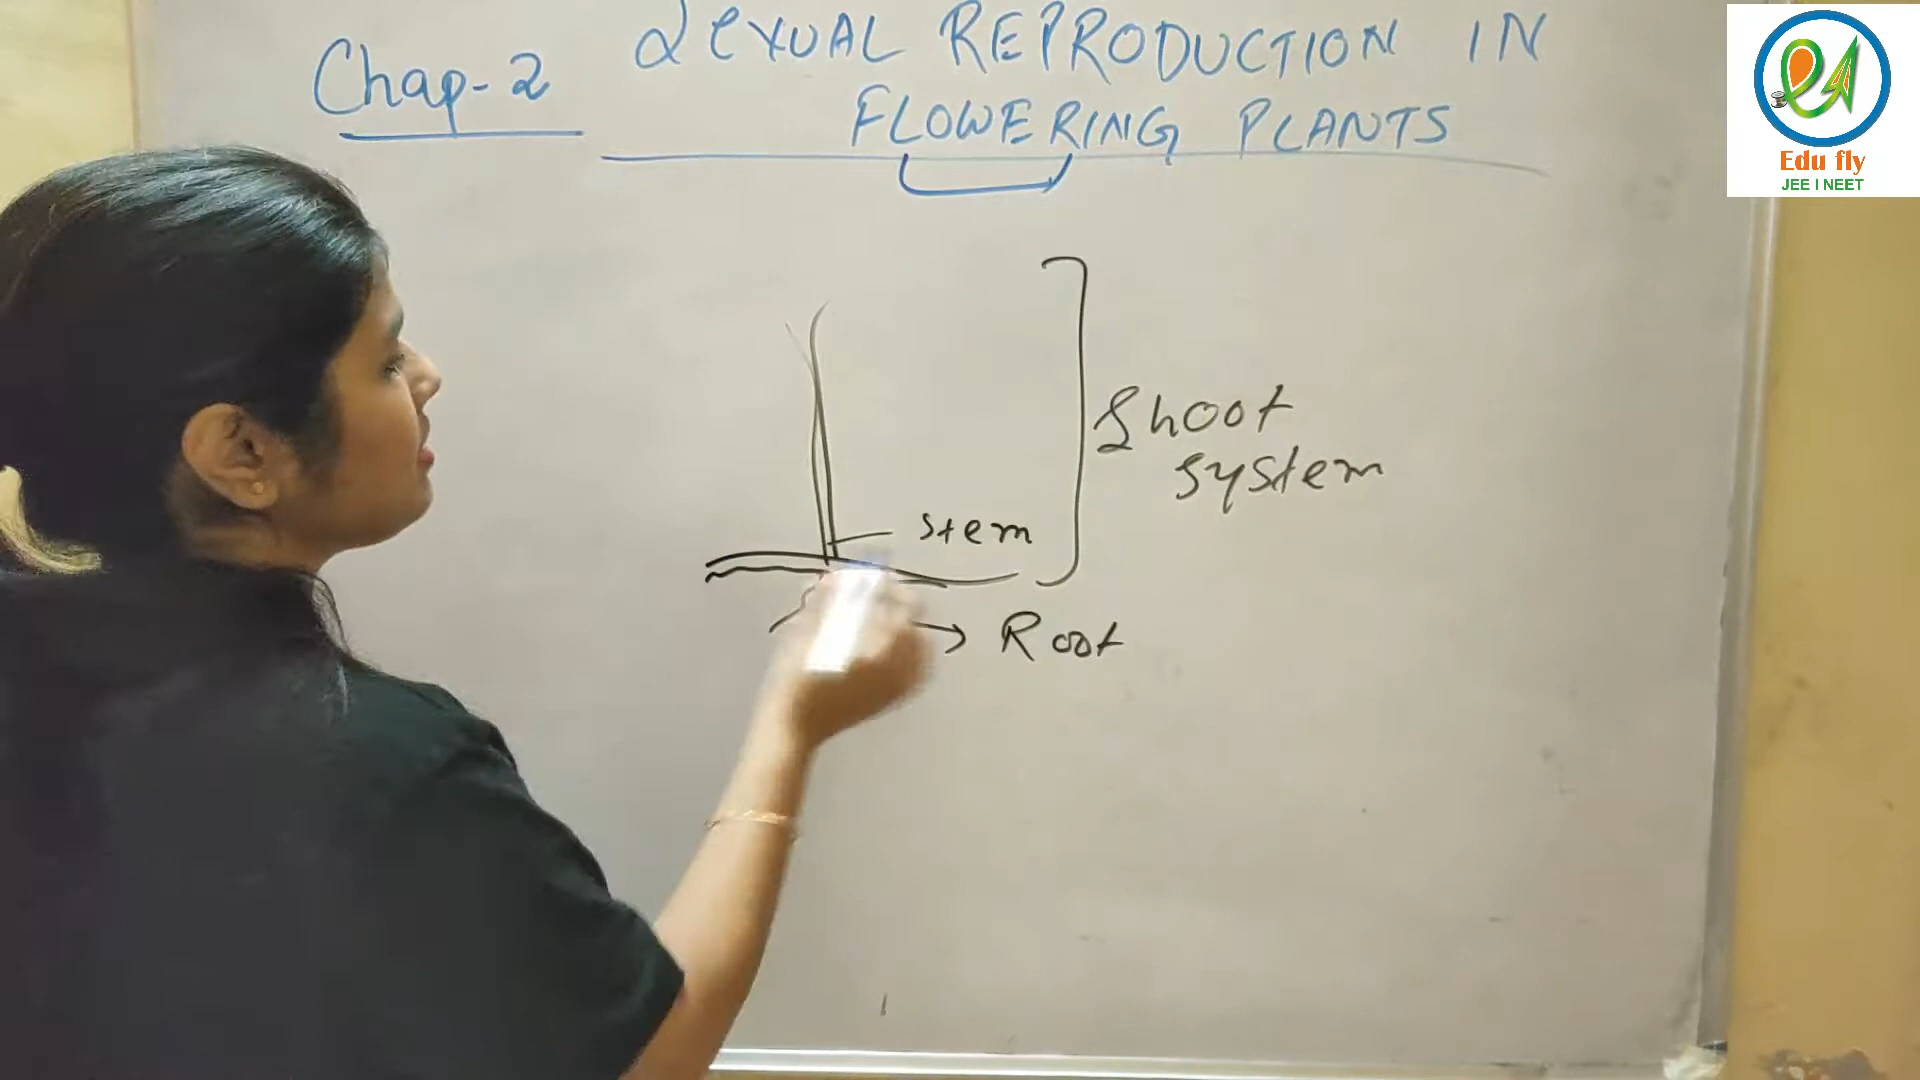 Chap-2
SEXUAL REPRODUCTION IN
FLOWERING PLANTS
Shoot
system
stem
Root
Edu fly
JEE I NEET